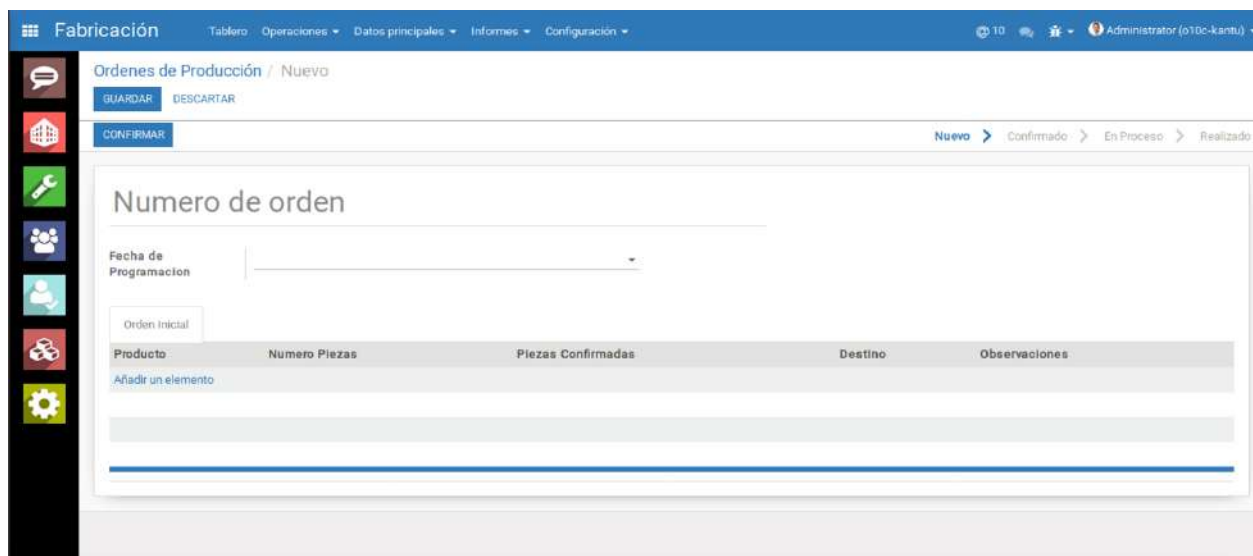 Fabricación Tablero Operaciones Datos principales Informes Configuración @10 Administrator (o10c-kantu)
Ordenes de Producción / Nuevo
GUARDAR DESCARTAR
CONFIRMAR Nuevo Confirmado En Proceso Realizado
Numero de orden
Fecha de
Programacion
Orden Inicial
Producto Numero Piezas Piezas Confirmadas Destino Observaciones
Añadir un elemento